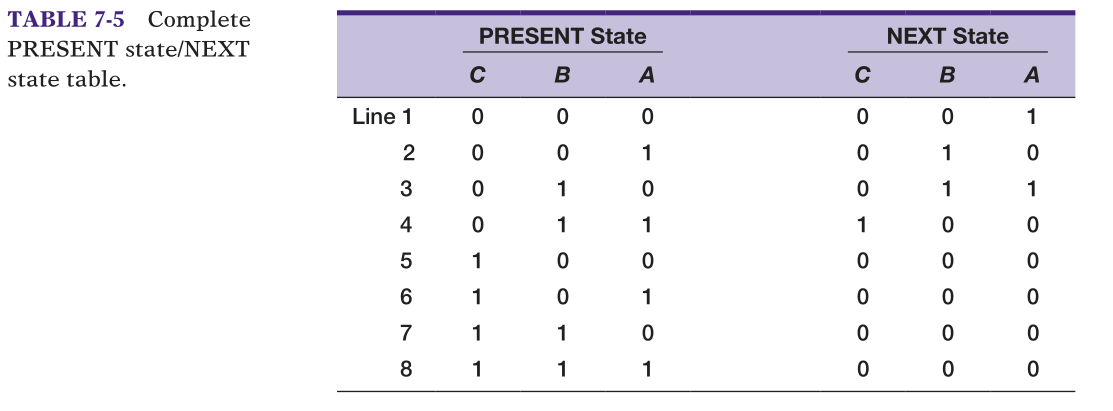 TABLE 7-5 Complete
PRESENT state/NEXT
state table.
PRESENT State NEXT State
C B A C B A
Line 1 0 0 0 0 0 1
2 0 0 1 0 1 0
3 0 1 0 0 1 1
4 0 1 1 1 0 0
5 1 0 0 0 0 0
6 1 0 1 0 0 0
7 1 1 0 0 0 0
8 1 1 1 0 0 0